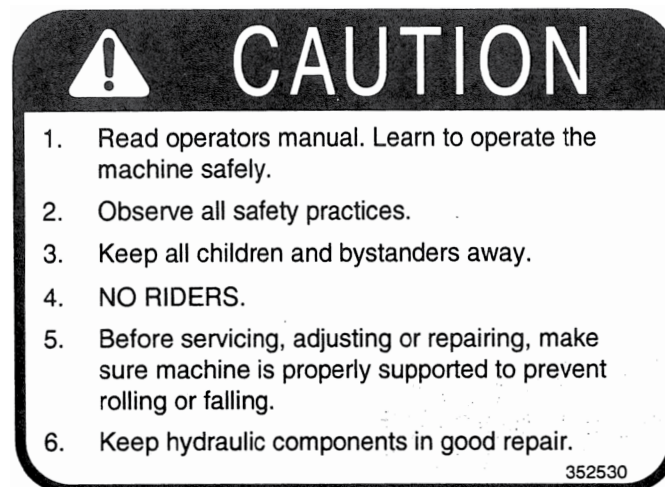 CAUTION
1. Read operators manual. Learn to operate the
machine safely.
2. Observe all safety practices.
3. Keep all children and bystanders away.
4. NO RIDERS.
5. Before servicing, adjusting or repairing, make
sure machine is properly supported to prevent
rolling or falling.
6. Keep hydraulic components in good repair.
352530